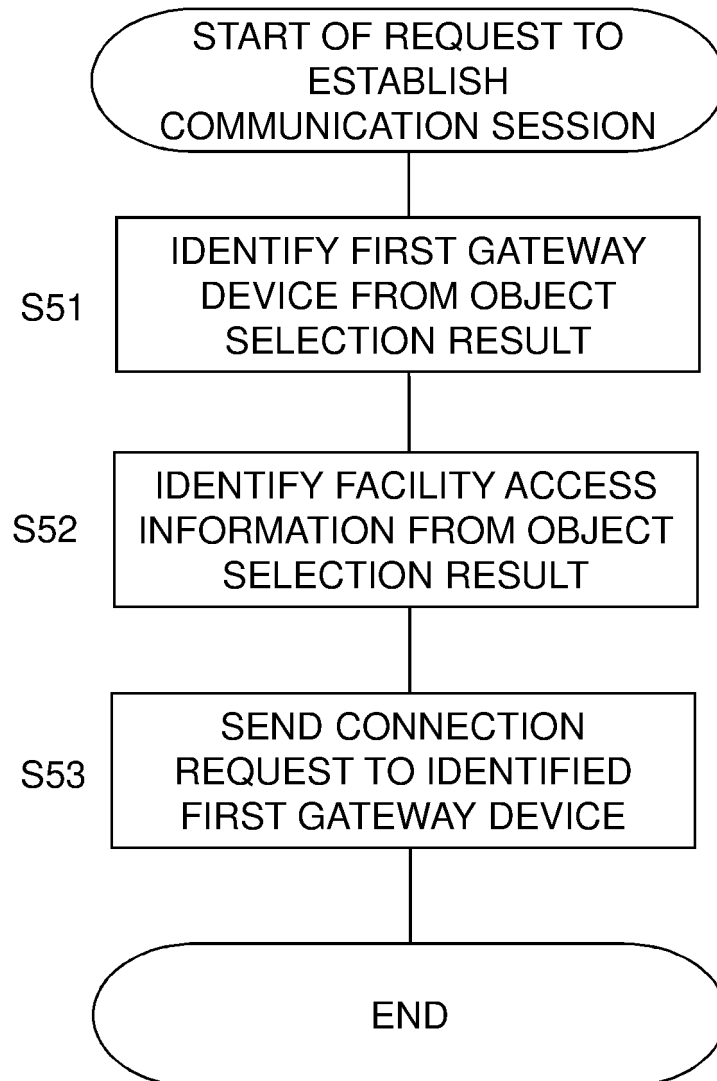 START OF REQUEST TO
ESTABLISH
COMMUNICATION SESSION
S51
IDENTIFY FIRST GATEWAY
DEVICE FROM OBJECT
SELECTION RESULT
S52
IDENTIFY FACILITY ACCESS
INFORMATION FROM OBJECT
SELECTION RESULT
S53
SEND CONNECTION
REQUEST TO IDENTIFIED
FIRST GATEWAY DEVICE
END